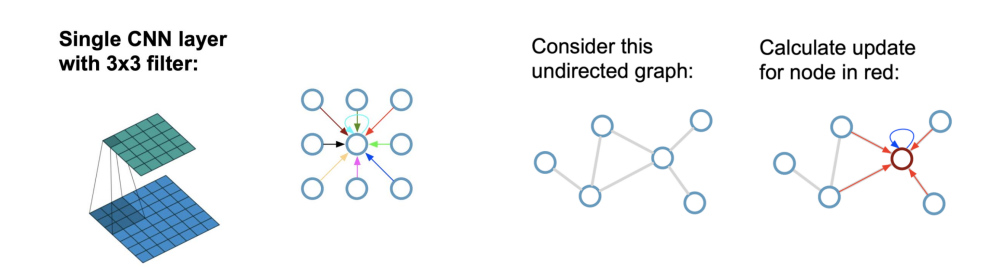 Single CNN layer
with 3x3 filter:
Consider this
undirected graph:
Calculate update
for node in red: